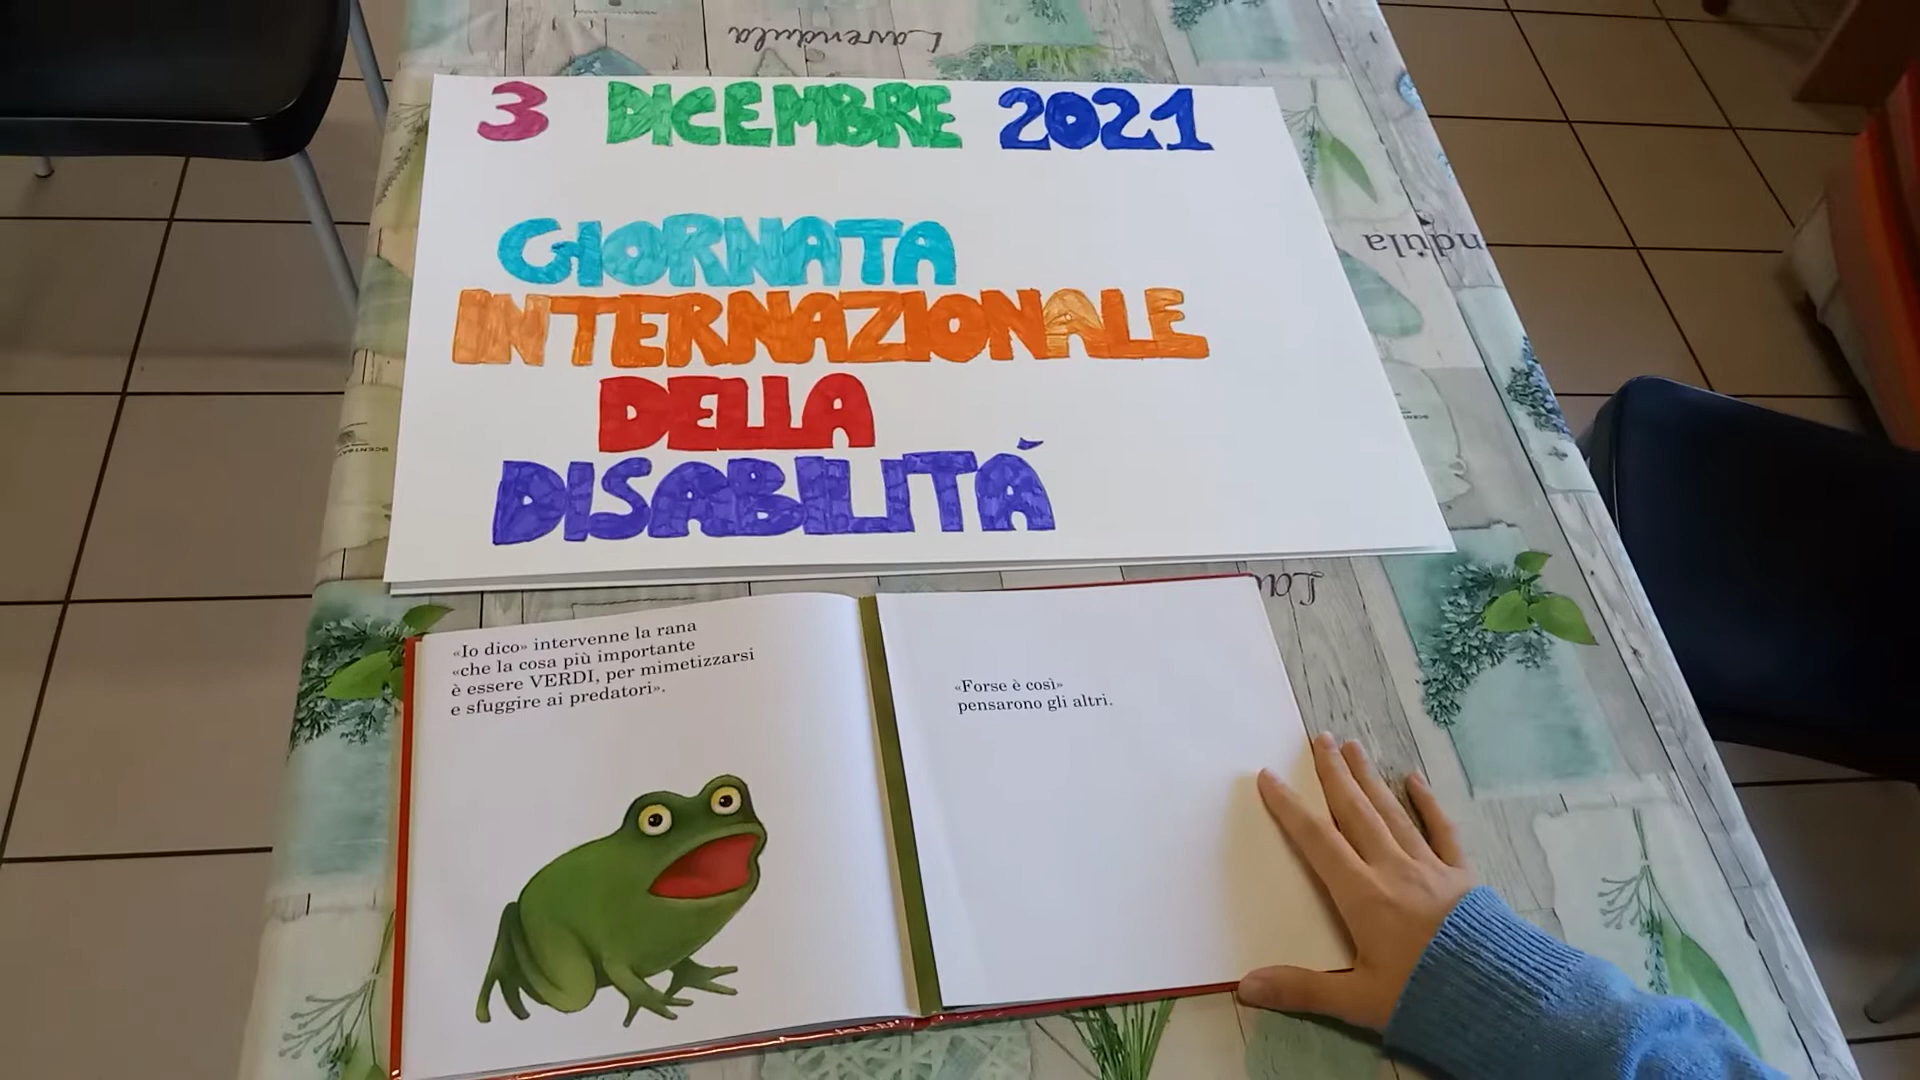 Lavendula
3 DICEMBRE 2021
GIORNATA
INTERNAZIONALE
DELLA
DISABILITÁ
«Io dico» intervenne la rana
«che la cosa più importante
è essere VERDI, per mimetizzarsi
e sfuggire ai predatori».
«Forse è così»
pensarono gli altri.